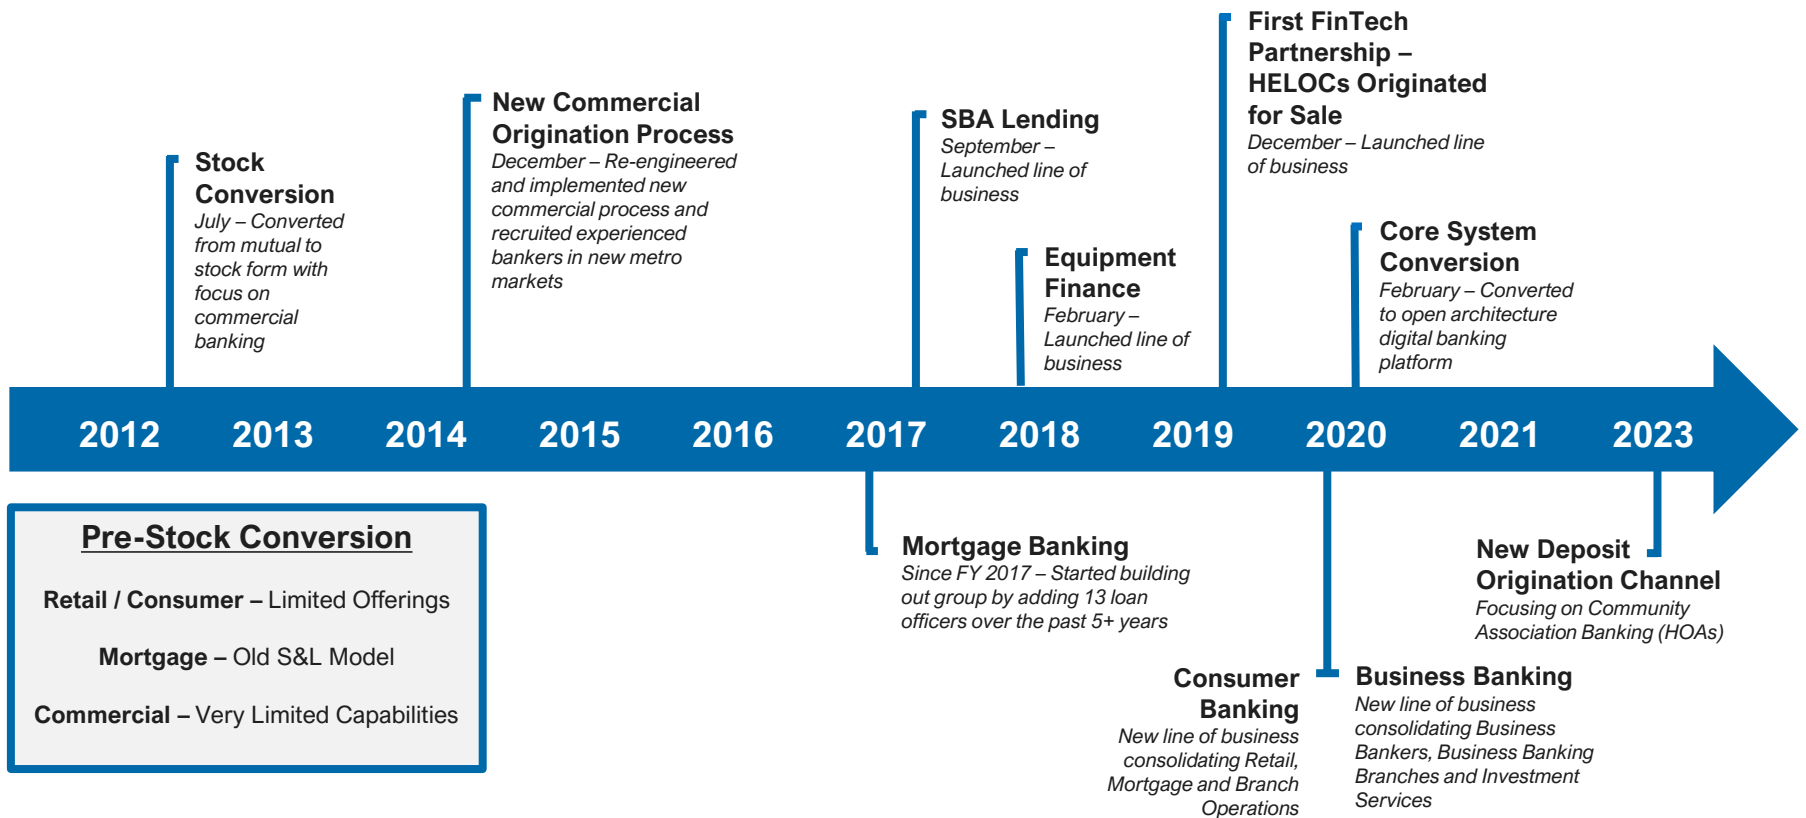 Stock
Conversion
July – Converted
from mutual to
stock form with
focus on
commercial
banking
New Commercial
Origination Process
December – Re-engineered
and implemented new
commercial process and
recruited experienced
bankers in new metro
markets
SBA Lending
September –
Launched line of
business
Equipment
Finance
February –
Launched line of
business
First FinTech
Partnership –
HELOCs Originated
for Sale
December – Launched line
of business
Core System
Conversion
February – Converted
to open architecture
digital banking
platform
2012 2013 2014 2015 2016 2017 2018 2019 2020 2021 2023
Pre-Stock Conversion
Retail / Consumer – Limited Offerings
Mortgage – Old S&L Model
Commercial – Very Limited Capabilities
Mortgage Banking
Since FY 2017 – Started building
out group by adding 13 loan
officers over the past 5+ years
Consumer
Banking
New line of business
consolidating Retail,
Mortgage and Branch
Operations
Business Banking
New line of business
consolidating Business
Bankers, Business Banking
Branches and Investment
Services
New Deposit
Origination Channel
Focusing on Community
Association Banking (HOAs)